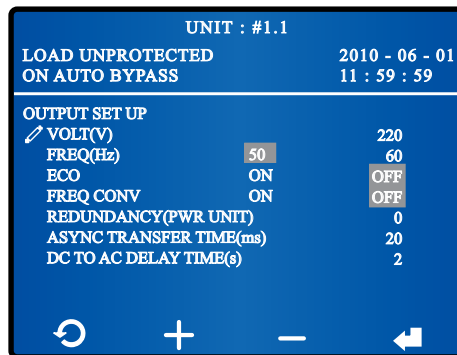 UNIT : #1.1
LOAD UNPROTECTED 2010 - 06 - 01
ON AUTO BYPASS 11 : 59 : 59
OUTPUT SET UP
VOLT(V) 220
FREQ(Hz) 50 60
ECO ON OFF
FREQ CONV ON OFF
REDUNDANCY(PWR UNIT) 0
ASYNC TRANSFER TIME(ms) 20
DC TO AC DELAY TIME(s) 2